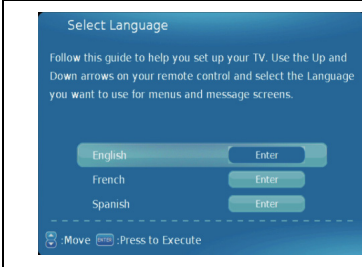 Select Language
Follow this guide to help you set up your TV. Use the Up and
Down arrows on your remote control and select the Language
you want to use for menus and message screens.
English Enter
French Enter
Spanish Enter
:Move ENTER :Press to Execute